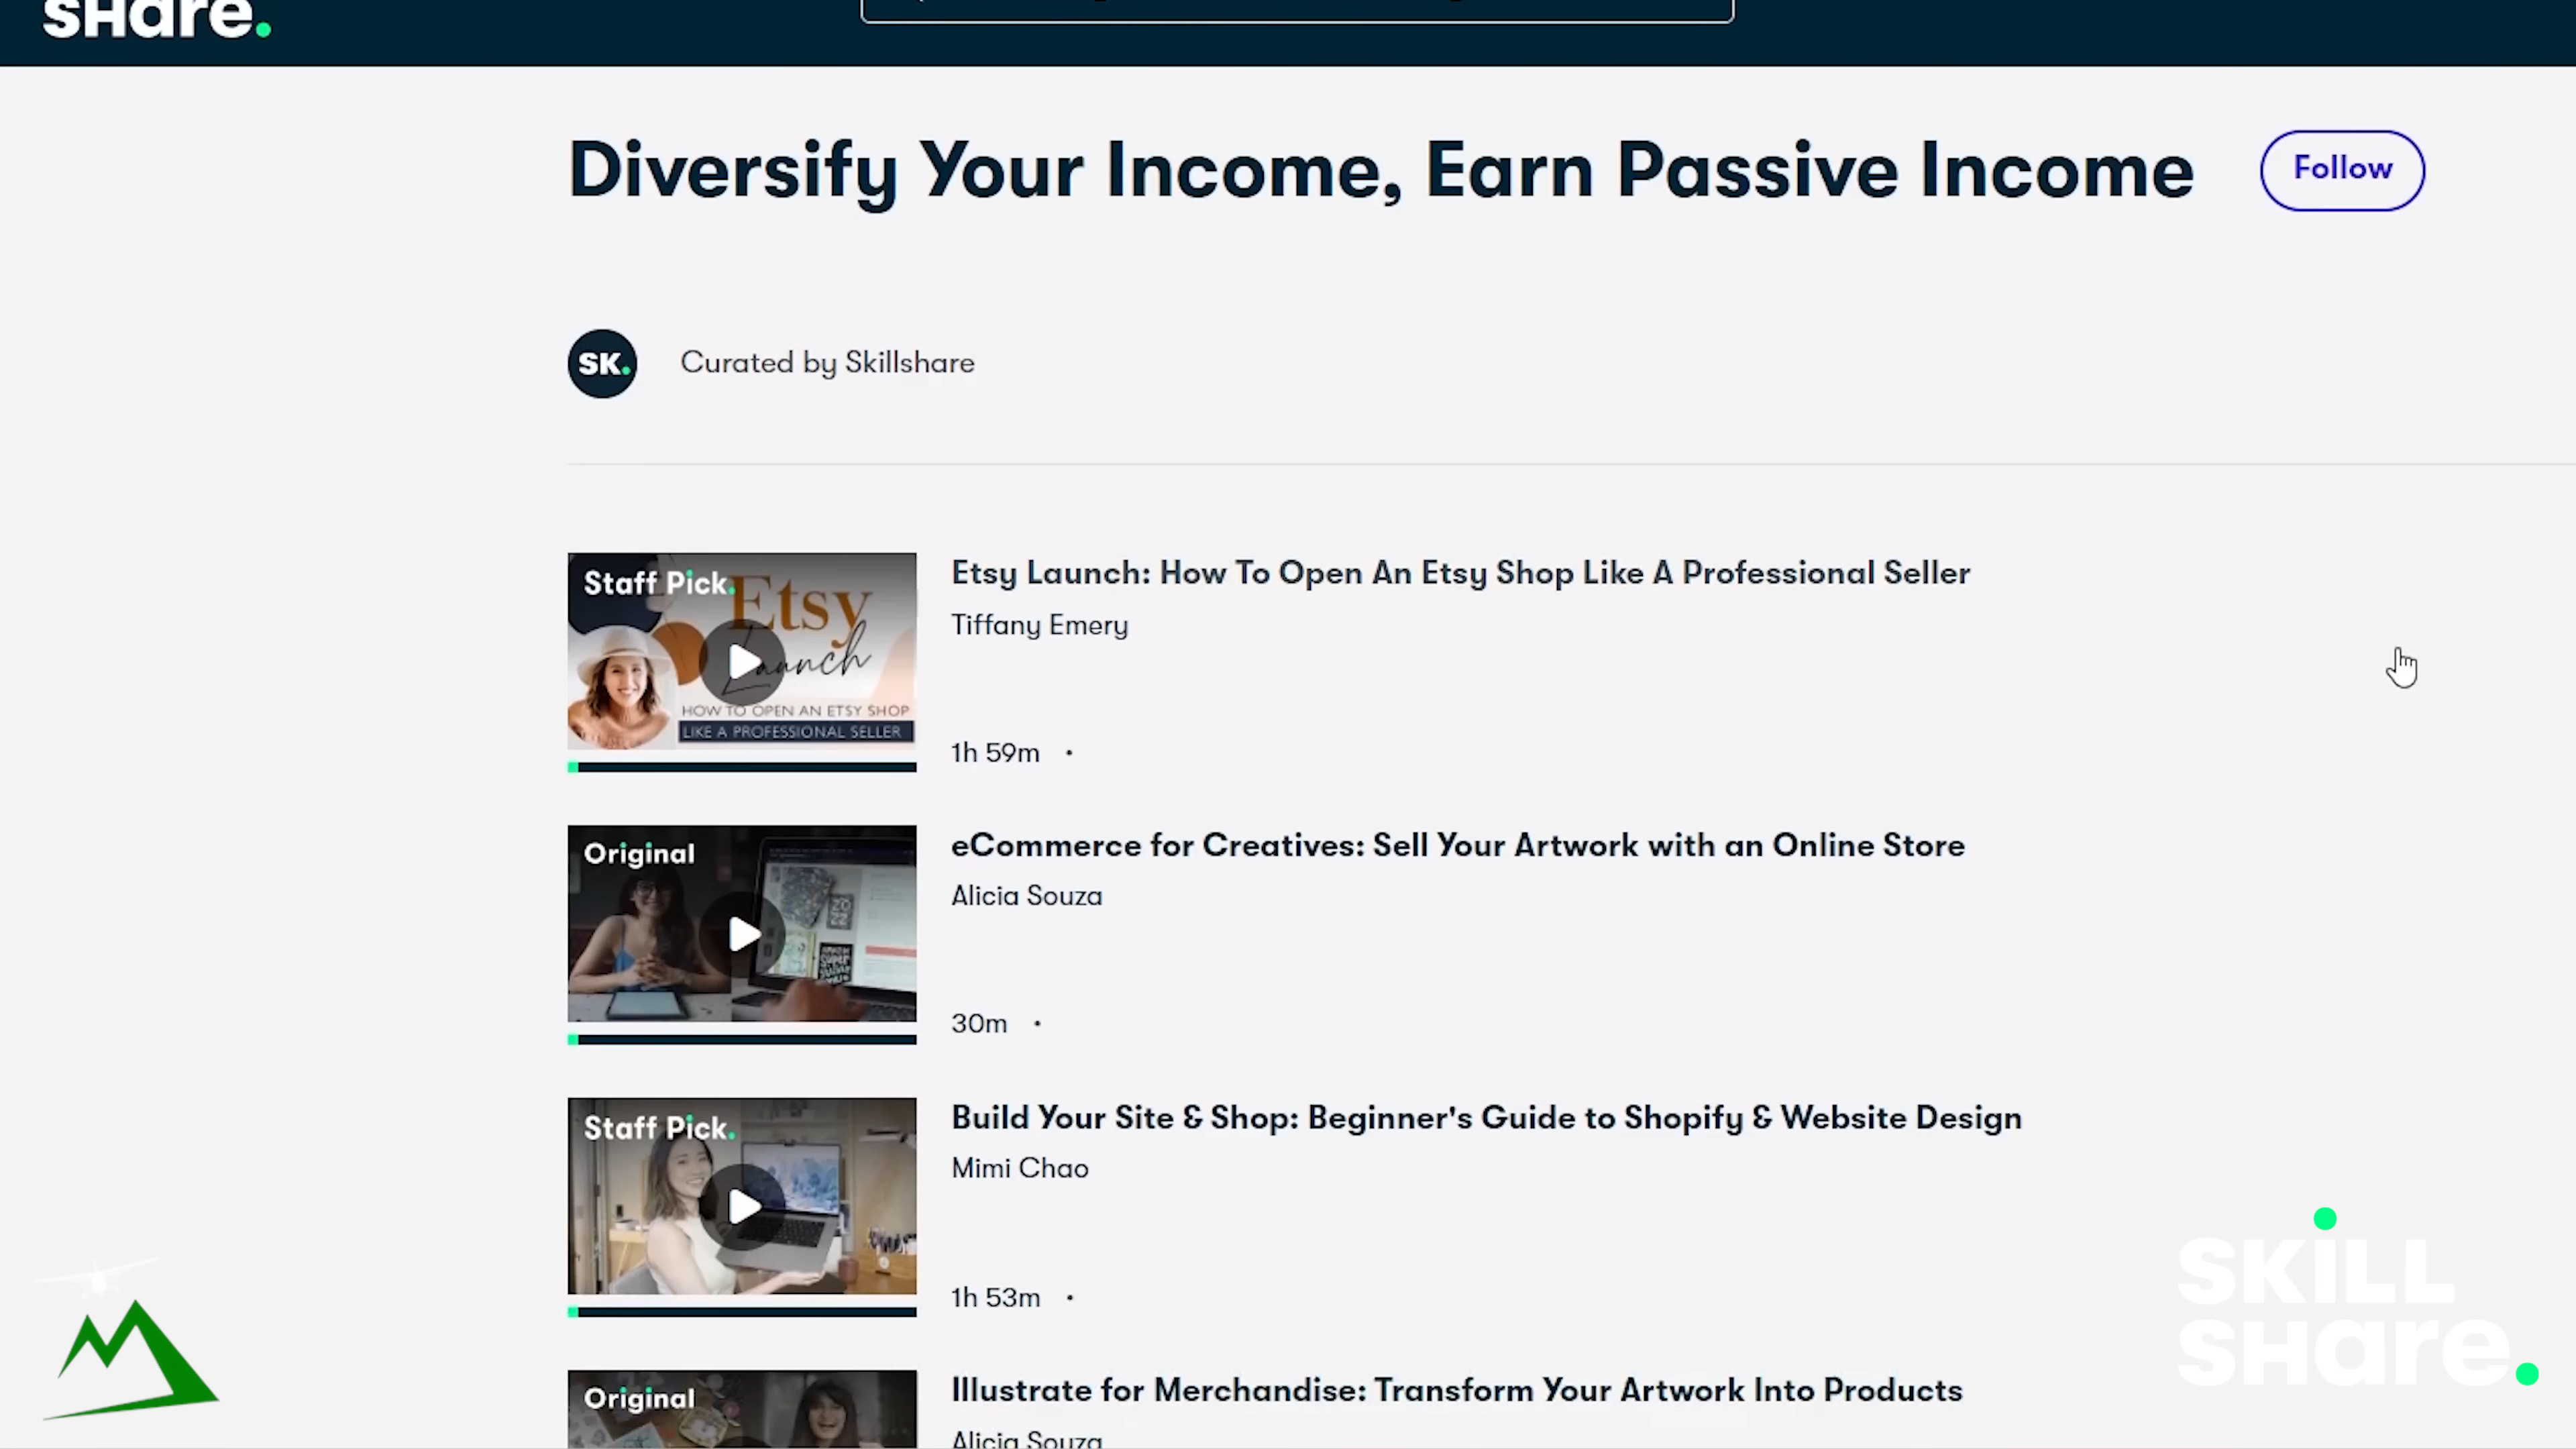 sHare.
Diversify Your Income, Earn Passive Income
Follow
SK.
Curated by Skillshare
Staff Pick.
Etsy
Launch
HOW TO OPEN AN ETSY SHOP
LIKE A PROFESSIONAL SELLER
Etsy Launch: How To Open An Etsy Shop Like A Professional Seller
Tiffany Emery
1h 59m •
Original
eCommerce for Creatives: Sell Your Artwork with an Online Store
Alicia Souza
30m •
Staff Pick.
Build Your Site & Shop: Beginner's Guide to Shopify & Website Design
Mimi Chao
1h 53m •
Original
Illustrate for Merchandise: Transform Your Artwork Into Products
Alicia Souza
SKiLL
SHare.